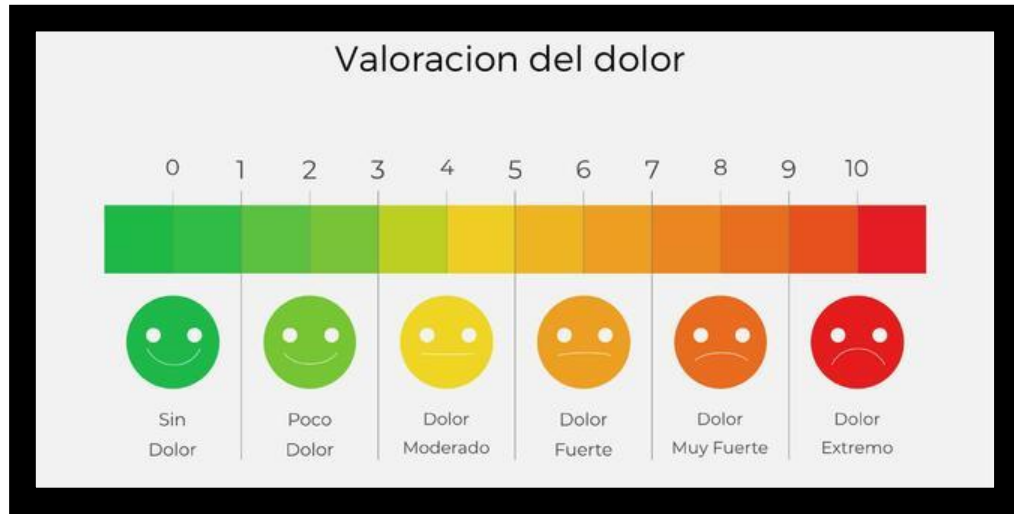 Valoracion del dolor
0 1 2 3 4 5 6 7 8 9 10
Sin
Dolor
Poco
Dolor
Dolor
Moderado
Dolor
Fuerte
Dolor
Muy Fuerte
Dolor
Extremo